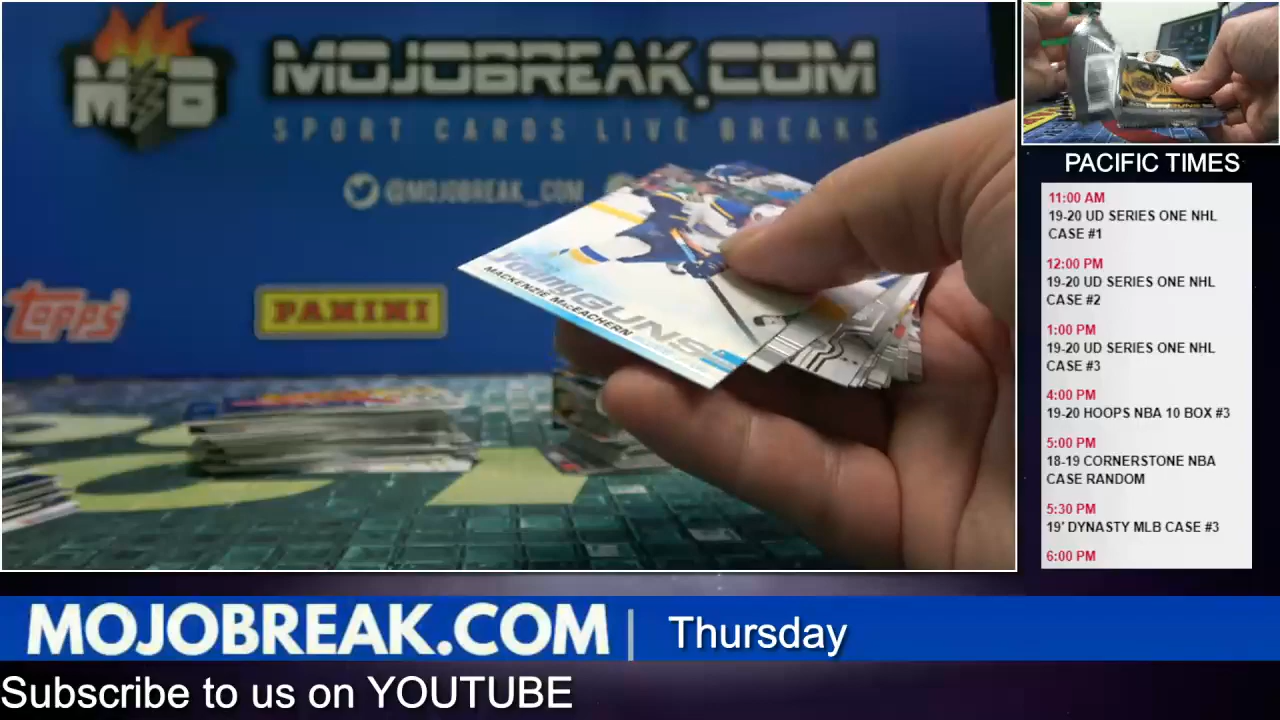 MOJOBREAK.COM
MB
SPORT CARDS LIVE BREAKS
@MOJOBREAK_COM
Topps
PANINI
Young GUNS
MACKENZIE MACEACHERN
PACIFIC TIMES
11:00 AM
19-20 UD SERIES ONE NHL
CASE #1
12:00 PM
19-20 UD SERIES ONE NHL
CASE #2
1:00 PM
19-20 UD SERIES ONE NHL
CASE #3
4:00 PM
19-20 HOOPS NBA 10 BOX #3
5:00 PM
18-19 CORNERSTONE NBA
CASE RANDOM
5:30 PM
19' DYNASTY MLB CASE #3
6:00 PM
MOJOBREAK.COM | Thursday
Subscribe to us on YOUTUBE